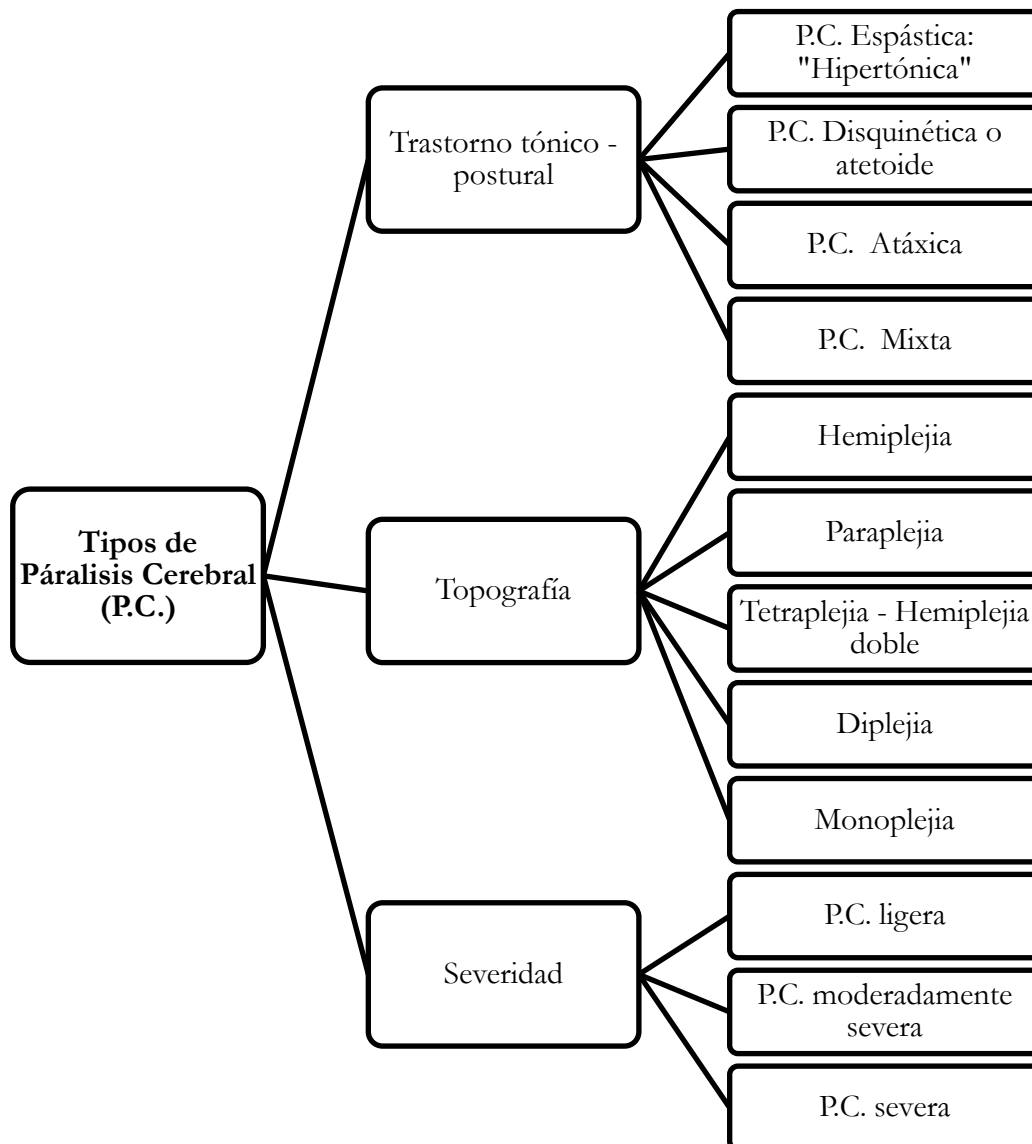 P.C. Espástica:
"Hipertónica"
Trastorno tónico -
postural
P.C. Disquinética o
atetoide
P.C. Atáxica
P.C. Mixta
Hemiplejia
Tipos de
Páralisis Cerebral
(P.C.)
Topografía
Paraplejia
Tetraplejia - Hemiplejia
doble
Diplejia
Monoplejia
Severidad
P.C. ligera
P.C. moderadamente
severa
P.C. severa